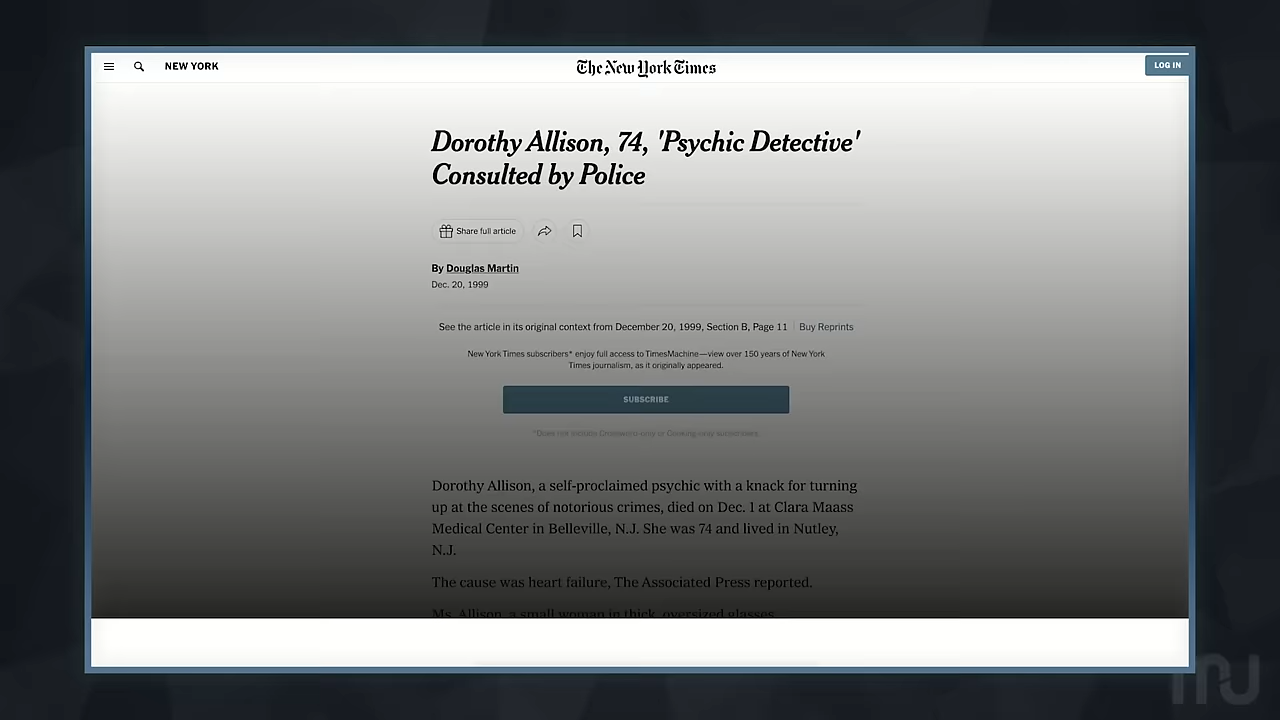 NEW YORK
The New York Times
LOG IN
Dorothy Allison, 74, 'Psychic Detective'
Consulted by Police
Share full article
By Douglas Martin
Dec. 20, 1999
See the article in its original context from December 20, 1999, Section B, Page 11 | Buy Reprints
New York Times subscribers* enjoy full access to TimesMachine—view over 150 years of New York
Times journalism, as it originally appeared.
SUBSCRIBE
*Does not include Crossword-only or Cooking-only subscribers.
Dorothy Allison, a self-proclaimed psychic with a knack for turning
up at the scenes of notorious crimes, died on Dec. 1 at Clara Maass
Medical Center in Belleville, N.J. She was 74 and lived in Nutley,
N.J.
The cause was heart failure, The Associated Press reported.
Ms. Allison, a small woman in thick, oversized glasses
MU